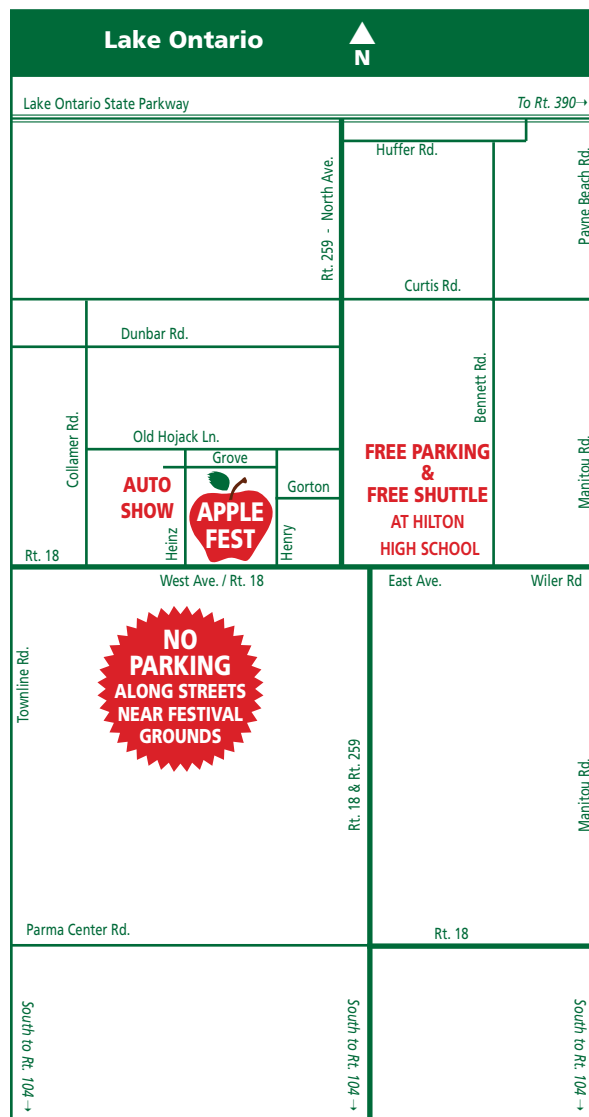 Lake Ontario
N
Lake Ontario State Parkway
To Rt. 390→
Huffer Rd.
Rt. 259 - North Ave.
Payne Beach Rd.
Curtis Rd.
Dunbar Rd.
Bennett Rd.
Collamer Rd.
Old Hojack Ln.
Grove
Manitou Rd.
FREE PARKING
&
FREE SHUTTLE
AT HILTON
HIGH SCHOOL
AUTO
SHOW
APPLE
FEST
Gorton
Heinz
Henry
Rt. 18
West Ave. / Rt. 18
East Ave.
Wiler Rd
NO
PARKING
ALONG STREETS
NEAR FESTIVAL
GROUNDS
Townline Rd.
Rt. 18 & Rt. 259
Manitou Rd.
Parma Center Rd.
Rt. 18
South to Rt. 104→
South to Rt. 104→
South to Rt. 104→